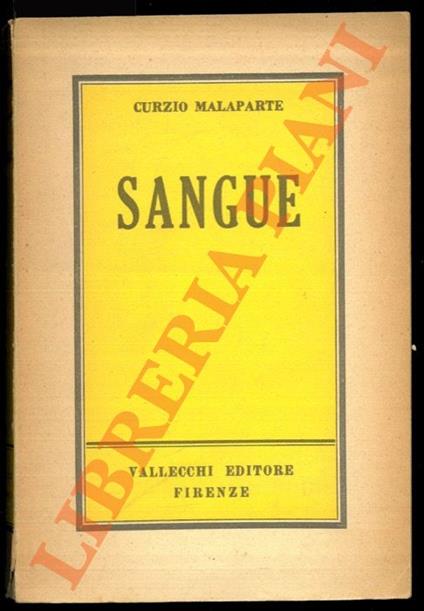 CURZIO MALAPARTE
SANGUE
VALLECCHI EDITORE
FIRENZE
LIBRERIA PIANI